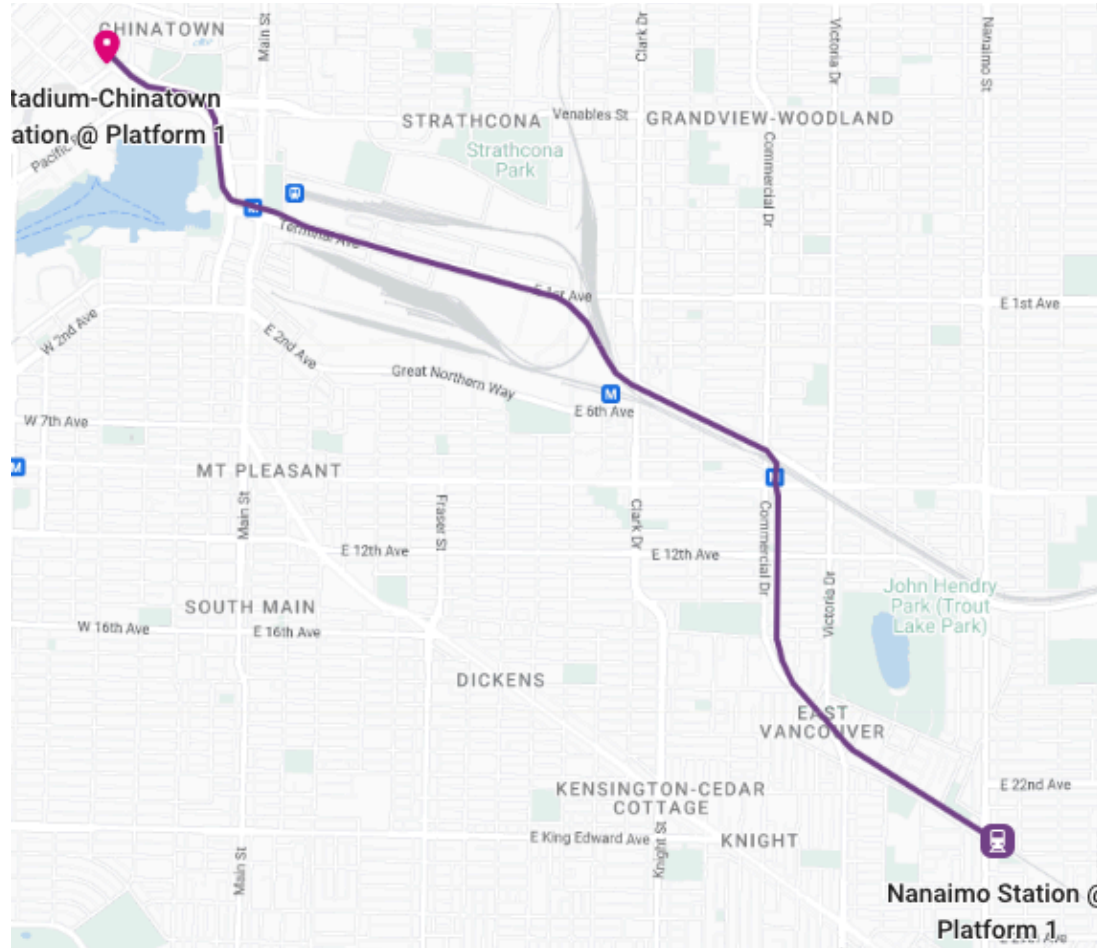 CHINATOWN
Main St
Clark Dr
Victoria Dr
Nanaimo St
tadium-Chinatown
ation @ Platform 1
STRATHCONA
Venables St
GRANDVIEW-WOODLAND
Strathcona
Park
Commercial Dr
Terminal Ave
E 1st Ave
E 1st Ave
W 2nd Ave
E 2nd Ave
Great Northern Way
M
E 6th Ave
W 7th Ave
M
MT PLEASANT
Main St
Fraser St
Clark Dr
Commercial Dr
E 12th Ave
E 12th Ave
Victoria Dr
John Hendry
Park (Trout
Lake Park)
SOUTH MAIN
W 16th Ave
E 16th Ave
DICKENS
EAST
VANCOUVER
KENSINGTON-CEDAR
COTTAGE
E 22nd Ave
E King Edward Ave
Knight St
KNIGHT
Main St
Nanaimo Station @
Platform 1